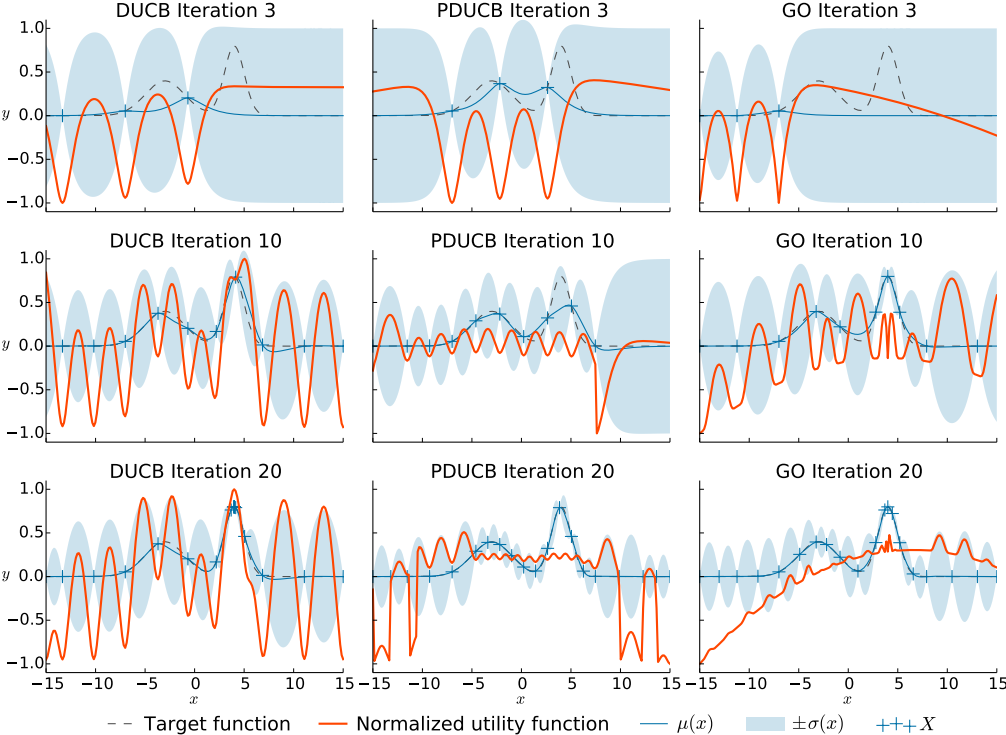 DUCB Iteration 3 PDUCB Iteration 3 GO Iteration 3
1.0
0.5
y 0.0
−0.5
−1.0
DUCB Iteration 10 PDUCB Iteration 10 GO Iteration 10
1.0
0.5
y 0.0
−0.5
−1.0
DUCB Iteration 20 PDUCB Iteration 20 GO Iteration 20
1.0
0.5
y 0.0
−0.5
−1.0
−15 −10 −5 0 5 10 15 −10 −5 0 5 10 −15 −10 −5 0 5 10 15
x x x
Target function Normalized utility function μ(x) ±σ(x) X